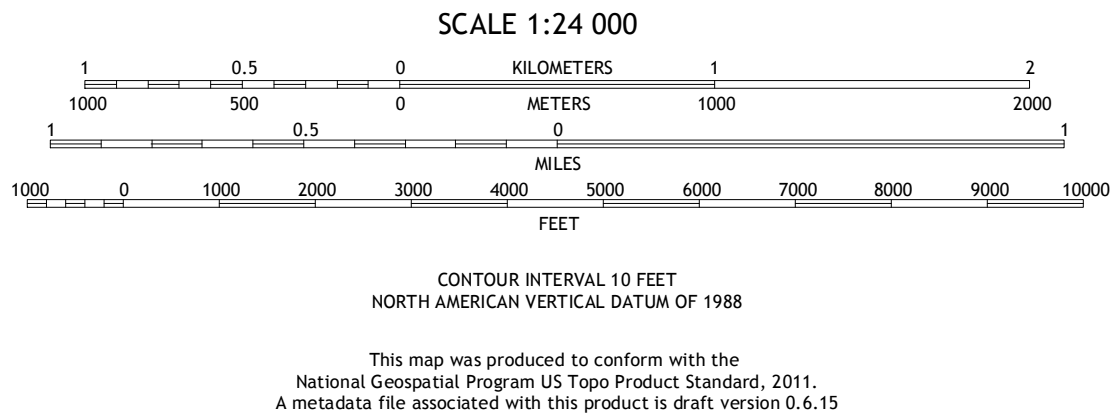 SCALE 1:24 000
1 0.5 0 KILOMETERS 1 2
1000 500 0 METERS 1000 2000
1 0.5 0 1
MILES
1000 0 1000 2000 3000 4000 5000 6000 7000 8000 9000 10000
FEET
CONTOUR INTERVAL 10 FEET
NORTH AMERICAN VERTICAL DATUM OF 1988
This map was produced to conform with the
National Geospatial Program US Topo Product Standard, 2011.
A metadata file associated with this product is draft version 0.6.15